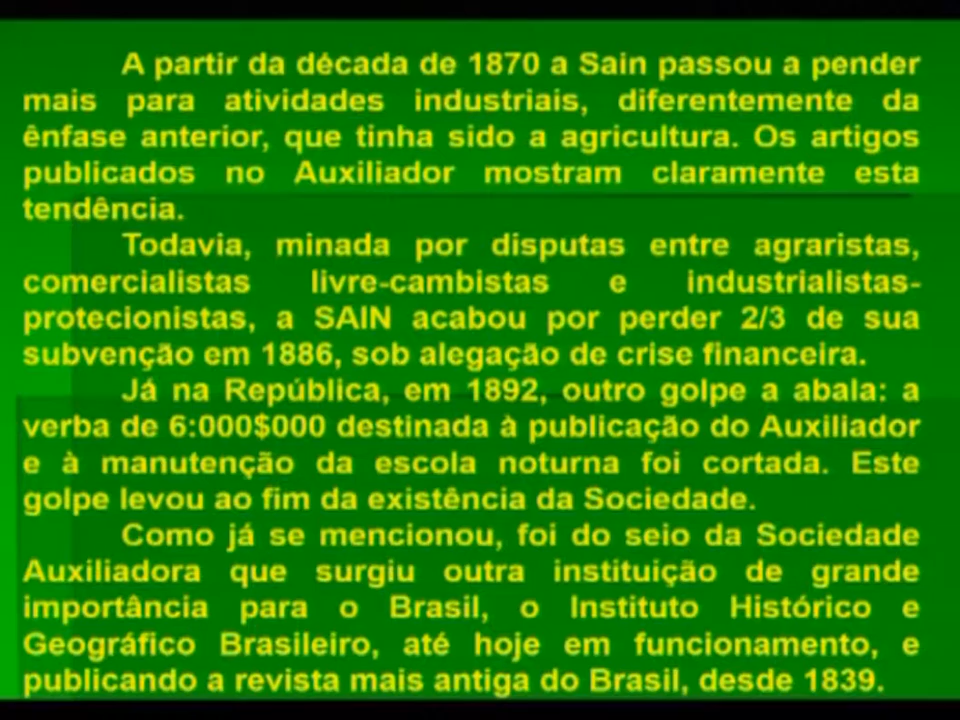 A partir da década de 1870 a Sain passou a pender
mais para atividades industriais, diferentemente da
ênfase anterior, que tinha sido a agricultura. Os artigos
publicados no Auxiliador mostram claramente esta
tendência.
Todavia, minada por disputas entre agraristas,
comercialistas livre-cambistas e industrialistas-
protecionistas, a SAIN acabou por perder 2/3 de sua
subvenção em 1886, sob alegação de crise financeira.
Já na República, em 1892, outro golpe a abala: a
verba de 6:000$000 destinada à publicação do Auxiliador
e à manutenção da escola noturna foi cortada. Este
golpe levou ao fim da existência da Sociedade.
Como já se mencionou, foi do seio da Sociedade
Auxiliadora que surgiu outra instituição de grande
importância para o Brasil, o Instituto Histórico e
Geográfico Brasileiro, até hoje em funcionamento, e
publicando a revista mais antiga do Brasil, desde 1839.